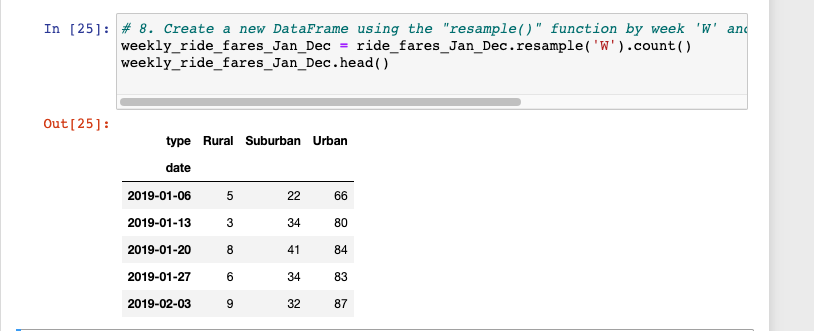 In [25]: # 8. Create a new DataFrame using the "resample()" function by week 'W' and
weekly_ride_fares_Jan_Dec = ride_fares_Jan_Dec.resample('W').count()
weekly_ride_fares_Jan_Dec.head()
Out[25]:
type Rural Suburban Urban
date
2019-01-06 5 22 66
2019-01-13 3 34 80
2019-01-20 8 41 84
2019-01-27 6 34 83
2019-02-03 9 32 87